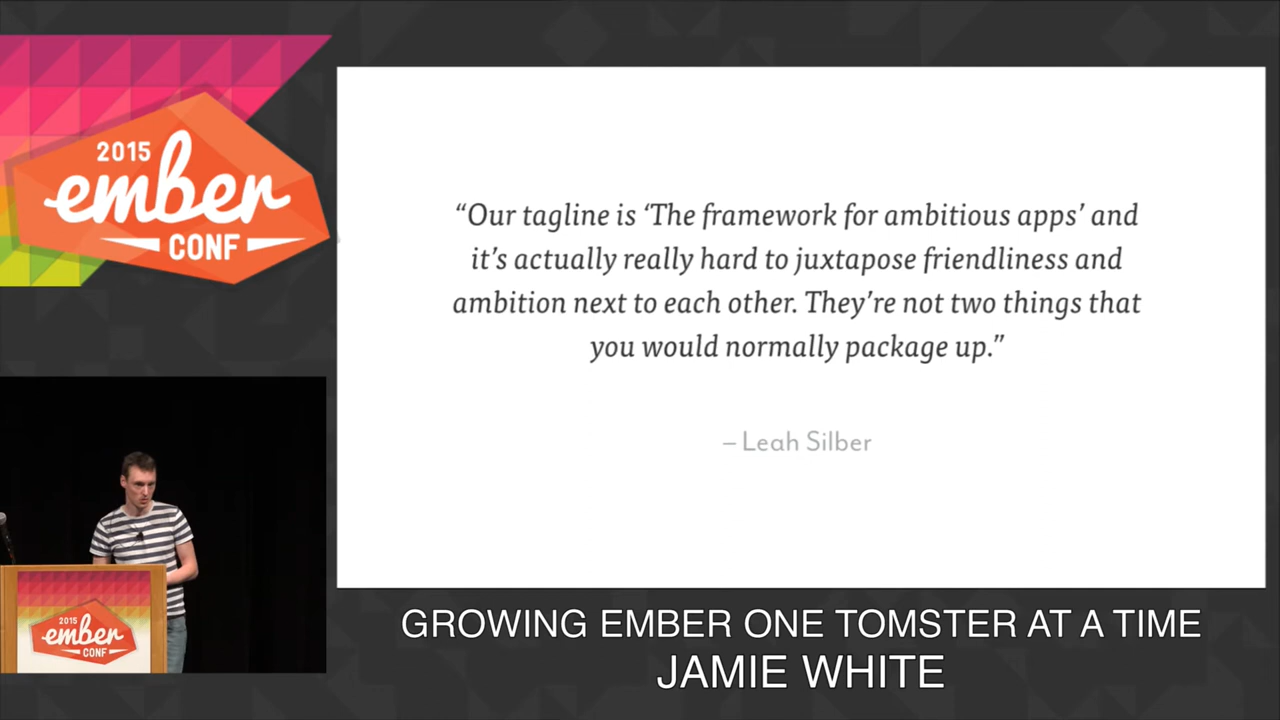 2015
ember
CONF
“Our tagline is ‘The framework for ambitious apps’ and
it’s actually really hard to juxtapose friendliness and
ambition next to each other. They’re not two things that
you would normally package up.”
– Leah Silber
2015
ember
CONF
GROWING EMBER ONE TOMSTER AT A TIME
JAMIE WHITE